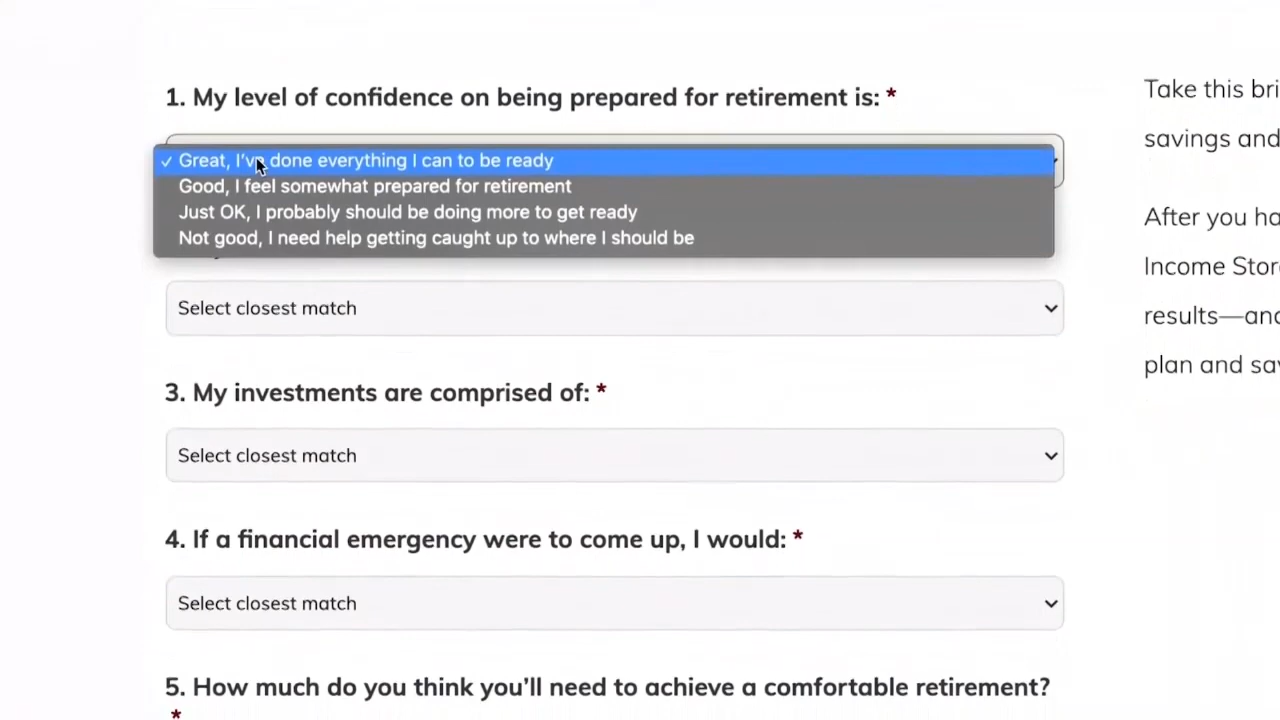 1. My level of confidence on being prepared for retirement is: *
✓ Great, I've done everything I can to be ready
Good, I feel somewhat prepared for retirement
Just OK, I probably should be doing more to get ready
Not good, I need help getting caught up to where I should be
Select closest match
3. My investments are comprised of: *
Select closest match
4. If a financial emergency were to come up, I would: *
Select closest match
5. How much do you think you'll need to achieve a comfortable retirement?
*
Take this bri
savings and
After you ha
Income Stor
results—and
plan and sav